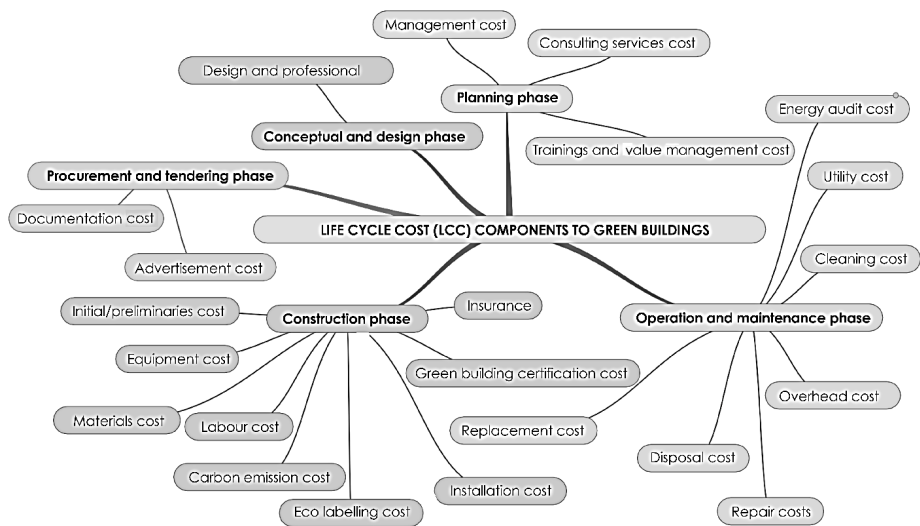 Management cost
Consulting services cost
Design and professional
Planning phase
Energy audit cost
Conceptual and design phase
Trainings and value management cost
Procurement and tendering phase
Utility cost
Documentation cost
LIFE CYCLE COST (LCC) COMPONENTS TO GREEN BUILDINGS
Advertisement cost
Cleaning cost
Initial/preliminaries cost
Insurance
Construction phase
Operation and maintenance phase
Equipment cost
Green building certification cost
Overhead cost
Materials cost
Labour cost
Replacement cost
Disposal cost
Carbon emission cost
Installation cost
Eco labelling cost
Repair costs